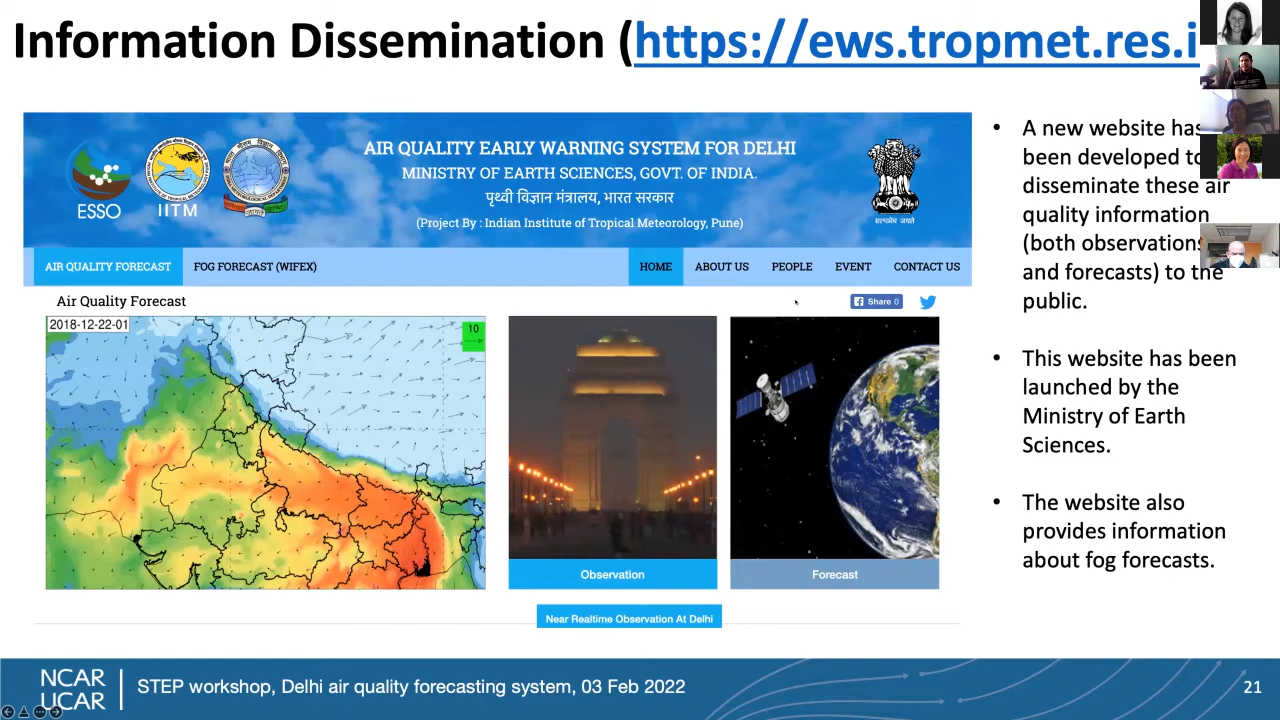 Information Dissemination (https://ews.tropmet.res.i
AIR QUALITY EARLY WARNING SYSTEM FOR DELHI
MINISTRY OF EARTH SCIENCES, GOVT. OF INDIA.
पृथ्वी विज्ञान मंत्रालय, भारत सरकार
(Project By : Indian Institute of Tropical Meteorology, Pune)
ESSO
IITM
सत्यमेव जयते
AIR QUALITY FORECAST
FOG FORECAST (WIFEX)
HOME
ABOUT US
PEOPLE
EVENT
CONTACT US
Air Quality Forecast
Share 0
2018-12-22-01
10
Observation
Forecast
Near Realtime Observation At Delhi
• A new website has
been developed to
disseminate these air
quality information
(both observations
and forecasts) to the
public.
• This website has been
launched by the
Ministry of Earth
Sciences.
• The website also
provides information
about fog forecasts.
NCAR
UCAR
STEP workshop, Delhi air quality forecasting system, 03 Feb 2022
21